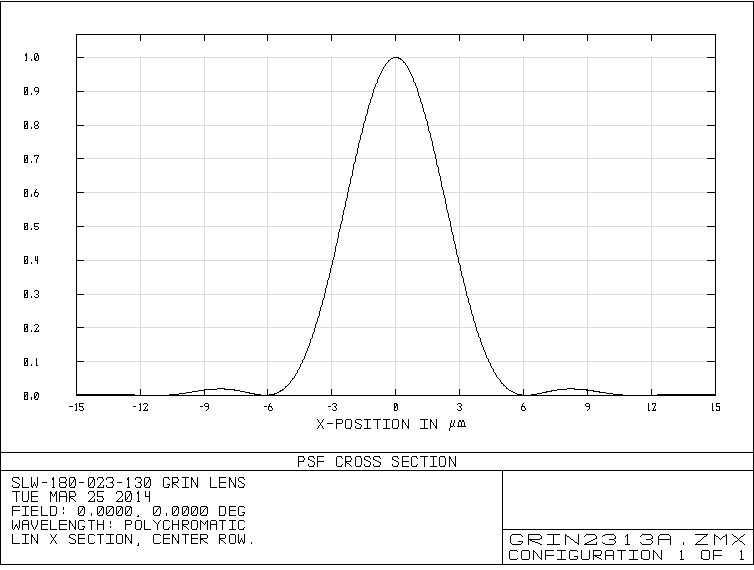 1.0
0.9
0.8
0.7
0.6
0.5
0.4
0.3
0.2
0.1
0.0
-15 -12 -9 -6 -3 0 3 6 9 12 15
X-POSITION IN µm
PSF CROSS SECTION
SLW-180-023-130 GRIN LENS
TUE MAR 25 2014
FIELD: 0.0000, 0.0000 DEG
WAVELENGTH: POLYCHROMATIC
LIN X SECTION, CENTER ROW.
GRIN2313A.ZMX
CONFIGURATION 1 OF 1